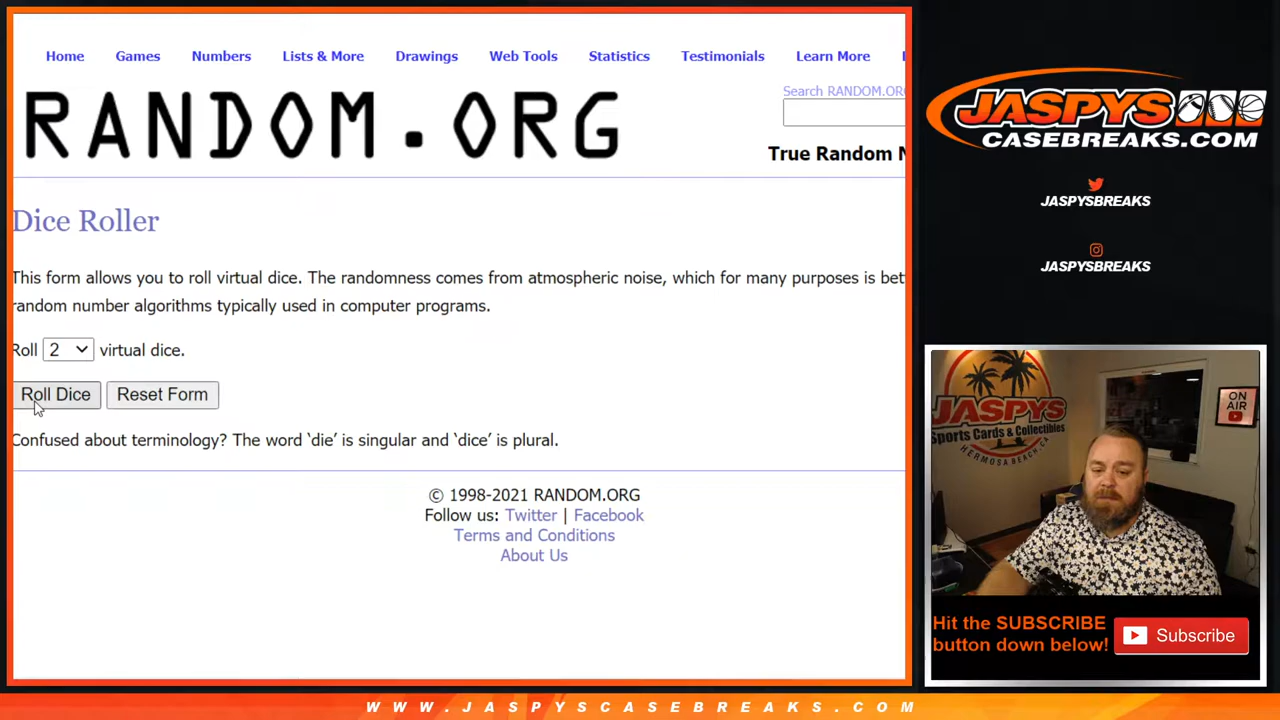 Home Games Numbers Lists & More Drawings Web Tools Statistics Testimonials Learn More
RANDOM.ORG
Search RANDOM.ORG
True Random N
Dice Roller
This form allows you to roll virtual dice. The randomness comes from atmospheric noise, which for many purposes is bet
random number algorithms typically used in computer programs.
Roll 2 virtual dice.
Roll Dice Reset Form
Confused about terminology? The word ‘die’ is singular and ‘dice’ is plural.
© 1998-2021 RANDOM.ORG
Follow us: Twitter | Facebook
Terms and Conditions
About Us
JASPYS
CASEBREAKS.COM
JASPYSBREAKS
JASPYSBREAKS
JASPYS
Sports Cards & Collectibles
HERMOSA BEACH, CA
ON
AIR
Hit the SUBSCRIBE
button down below!
Subscribe
WWW.JASPYSCASEBREAKS.COM